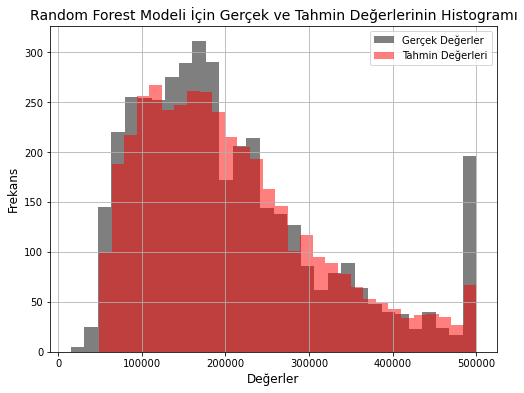 Random Forest Modeli İçin Gerçek ve Tahmin Değerlerinin Histogramı
Gerçek Değerler
Tahmin Değerleri
Frekans
300
250
200
150
100
50
0
0 100000 200000 300000 400000 500000
Değerler